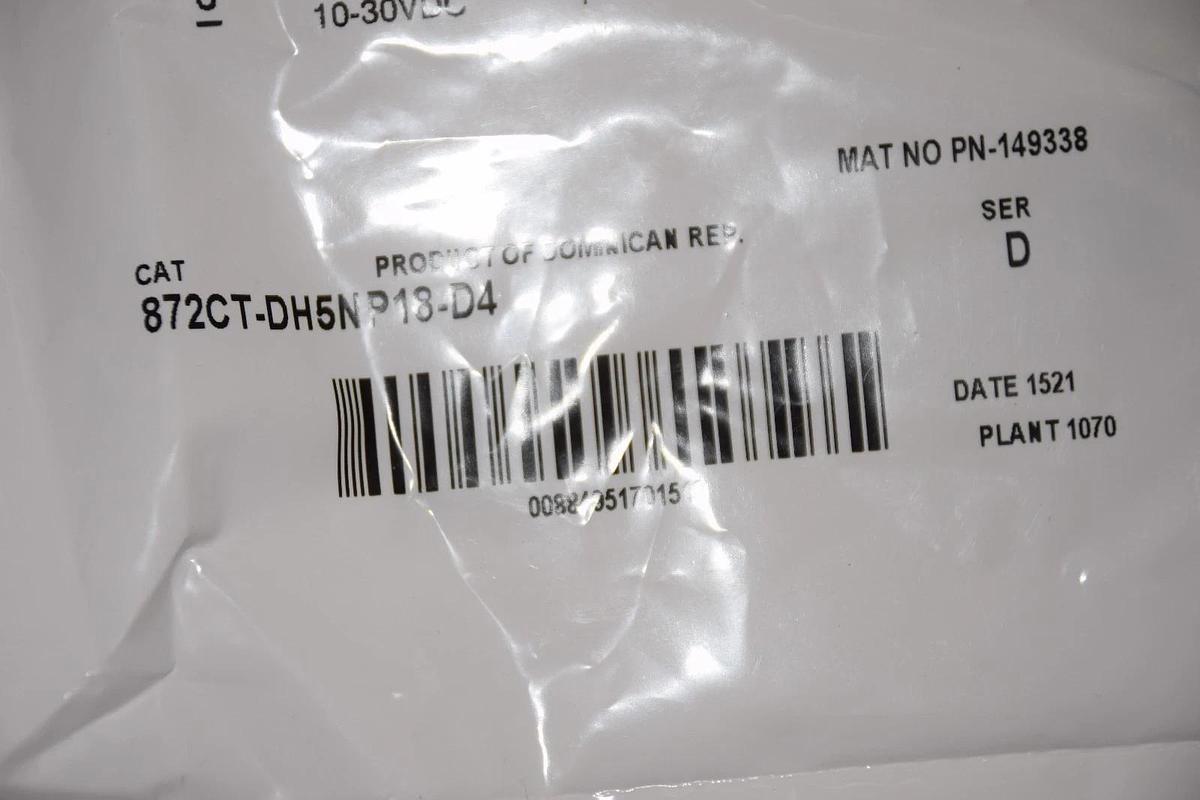 10-30VDC
MAT NO PN-149338
SER
D
PRODUCT OF DOMINICAN REP.
CAT
872CT-DH5NP18-D4
DATE 1521
PLANT 1070